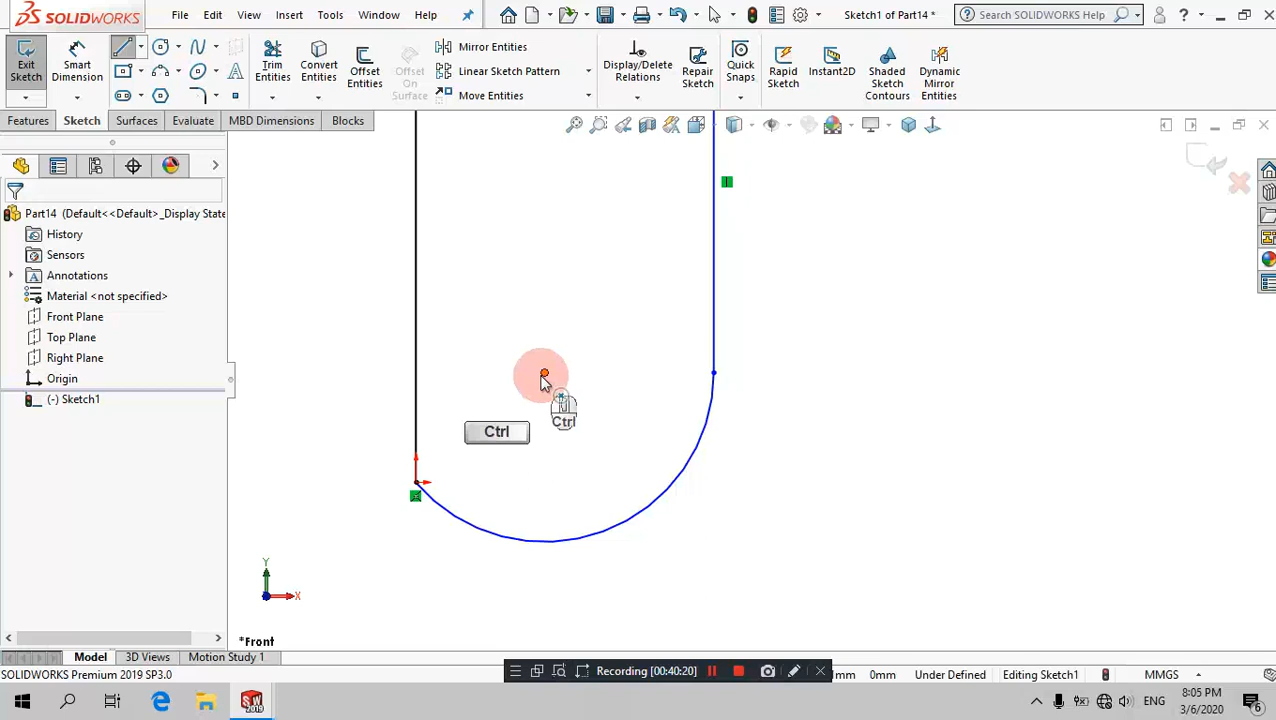 SOLIDWORKS
File
Edit
View
Insert
Tools
Window
Help
Sketch1 of Part14 *
Search SOLIDWORKS Help
?
Exit Sketch
Smart Dimension
Trim Entities
Convert Entities
Offset Entities
Offset On Surface
Mirror Entities
Linear Sketch Pattern
Move Entities
Display/Delete Relations
Repair Sketch
Quick Snaps
Rapid Sketch
Instant2D
Shaded Sketch Contours
Dynamic Mirror Entities
Features
Sketch
Surfaces
Evaluate
MBD Dimensions
Blocks
Part14 (Default<<Default>_Display State
History
Sensors
Annotations
Material <not specified>
Front Plane
Top Plane
Right Plane
Origin
(-) Sketch1
Ctrl
Ctrl
Y
X
*Front
Model
3D Views
Motion Study 1
SOLIDWORKS Premium 2019 SP3.0
Recording [00:40:20]
mm
0mm
Under Defined
Editing Sketch1
MMGS
SW 2019
ENG
8:05 PM
3/6/2020
6